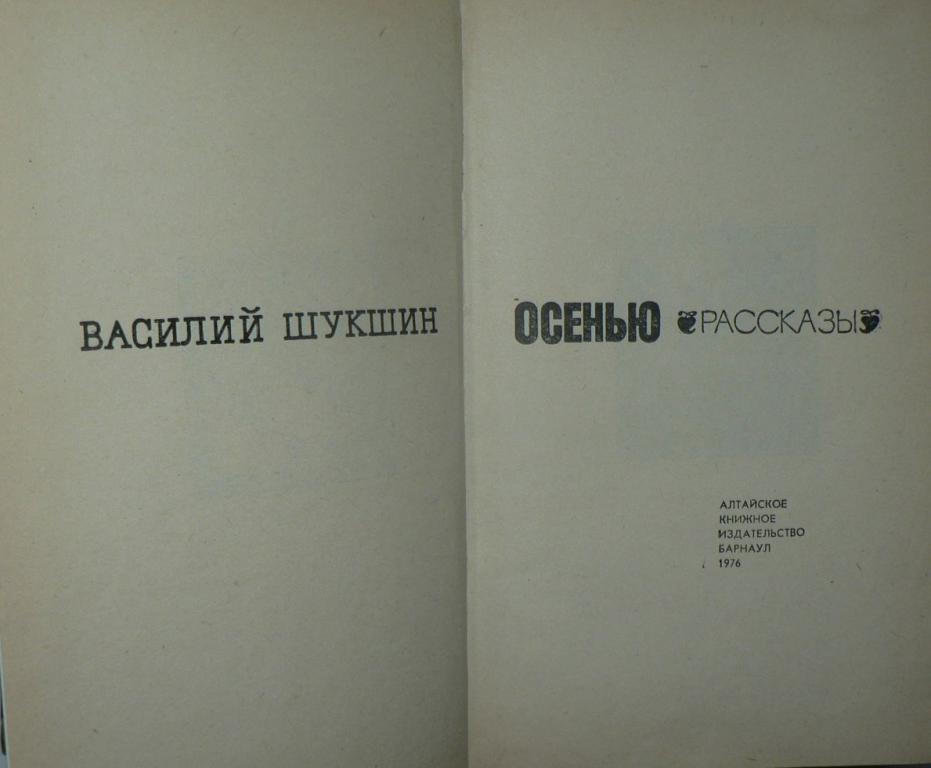 ВАСИЛИЙ ШУКШИН
ОСЕНЬЮ РАССКАЗЫ
АЛТАЙСКОЕ
КНИЖНОЕ
ИЗДАТЕЛЬСТВО
БАРНАУЛ
1976